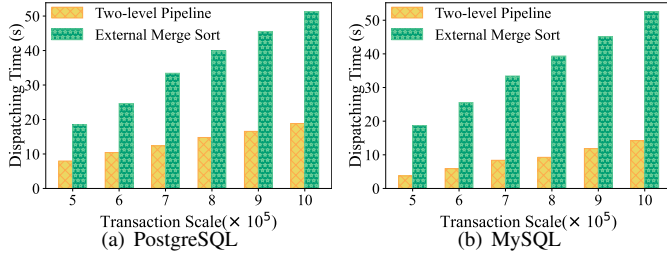 Two-level Pipeline
External Merge Sort
Dispatching Time (s)
50
40
30
20
10
0
5 6 7 8 9 10
Transaction Scale(× 10⁵)
(a) PostgreSQL
Two-level Pipeline
External Merge Sort
Dispatching Time (s)
50
40
30
20
10
0
5 6 7 8 9 10
Transaction Scale(× 10⁵)
(b) MySQL